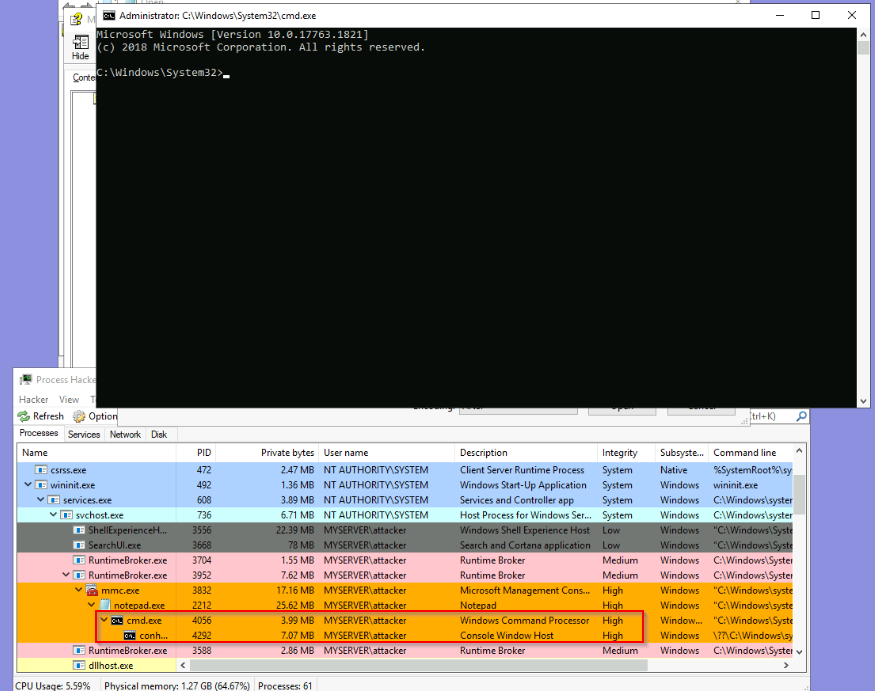 Open
Administrator: C:\Windows\System32\cmd.exe
Microsoft Windows [Version 10.0.17763.1821]
(c) 2018 Microsoft Corporation. All rights reserved.
C:\Windows\System32>
Hide
Conte
Process Hacke
Hacker View T
Refresh Option trl+K)
Processes Services Network Disk
Name PID Private bytes User name Description Integrity Subsyste... Command line
csrss.exe 472 2.47 MB NT AUTHORITY\SYSTEM Client Server Runtime Process System Native %SystemRoot%\sy
wininit.exe 492 1.36 MB NT AUTHORITY\SYSTEM Windows Start-Up Application System Windows wininit.exe
services.exe 608 3.89 MB NT AUTHORITY\SYSTEM Services and Controller app System Windows C:\Windows\system
svchost.exe 736 6.71 MB NT AUTHORITY\SYSTEM Host Process for Windows Ser... System Windows C:\Windows\system
ShellExperienceH... 3556 22.39 MB MYSERVER\attacker Windows Shell Experience Host Low Windows "C:\Windows\Syste
SearchUI.exe 3668 78 MB MYSERVER\attacker Search and Cortana application Low Windows "C:\Windows\Syste
RuntimeBroker.exe 3704 1.55 MB MYSERVER\attacker Runtime Broker Medium Windows C:\Windows\System
RuntimeBroker.exe 3952 7.62 MB MYSERVER\attacker Runtime Broker Medium Windows C:\Windows\System
mmc.exe 3832 17.16 MB MYSERVER\attacker Microsoft Management Cons... High Windows "C:\Windows\Syste
notepad.exe 2212 25.62 MB MYSERVER\attacker Notepad High Windows "C:\Windows\Syste
cmd.exe 4056 3.99 MB MYSERVER\attacker Windows Command Processor High Window... "C:\Windows\Syste
conh... 4292 7.07 MB MYSERVER\attacker Console Window Host High Windows \??\C:\Windows\sy
RuntimeBroker.exe 3588 2.86 MB MYSERVER\attacker Runtime Broker Medium Windows C:\Windows\System
dllhost.exe
CPU Usage: 5.59% Physical memory: 1.27 GB (64.67%) Processes: 61